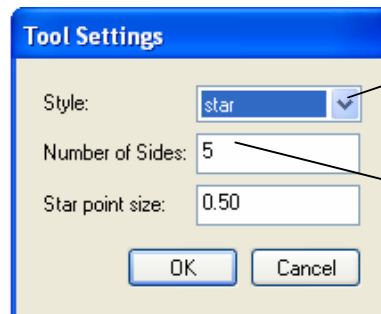 Tool Settings
Style: star
Number of Sides: 5
Star point size: 0.50
OK Cancel